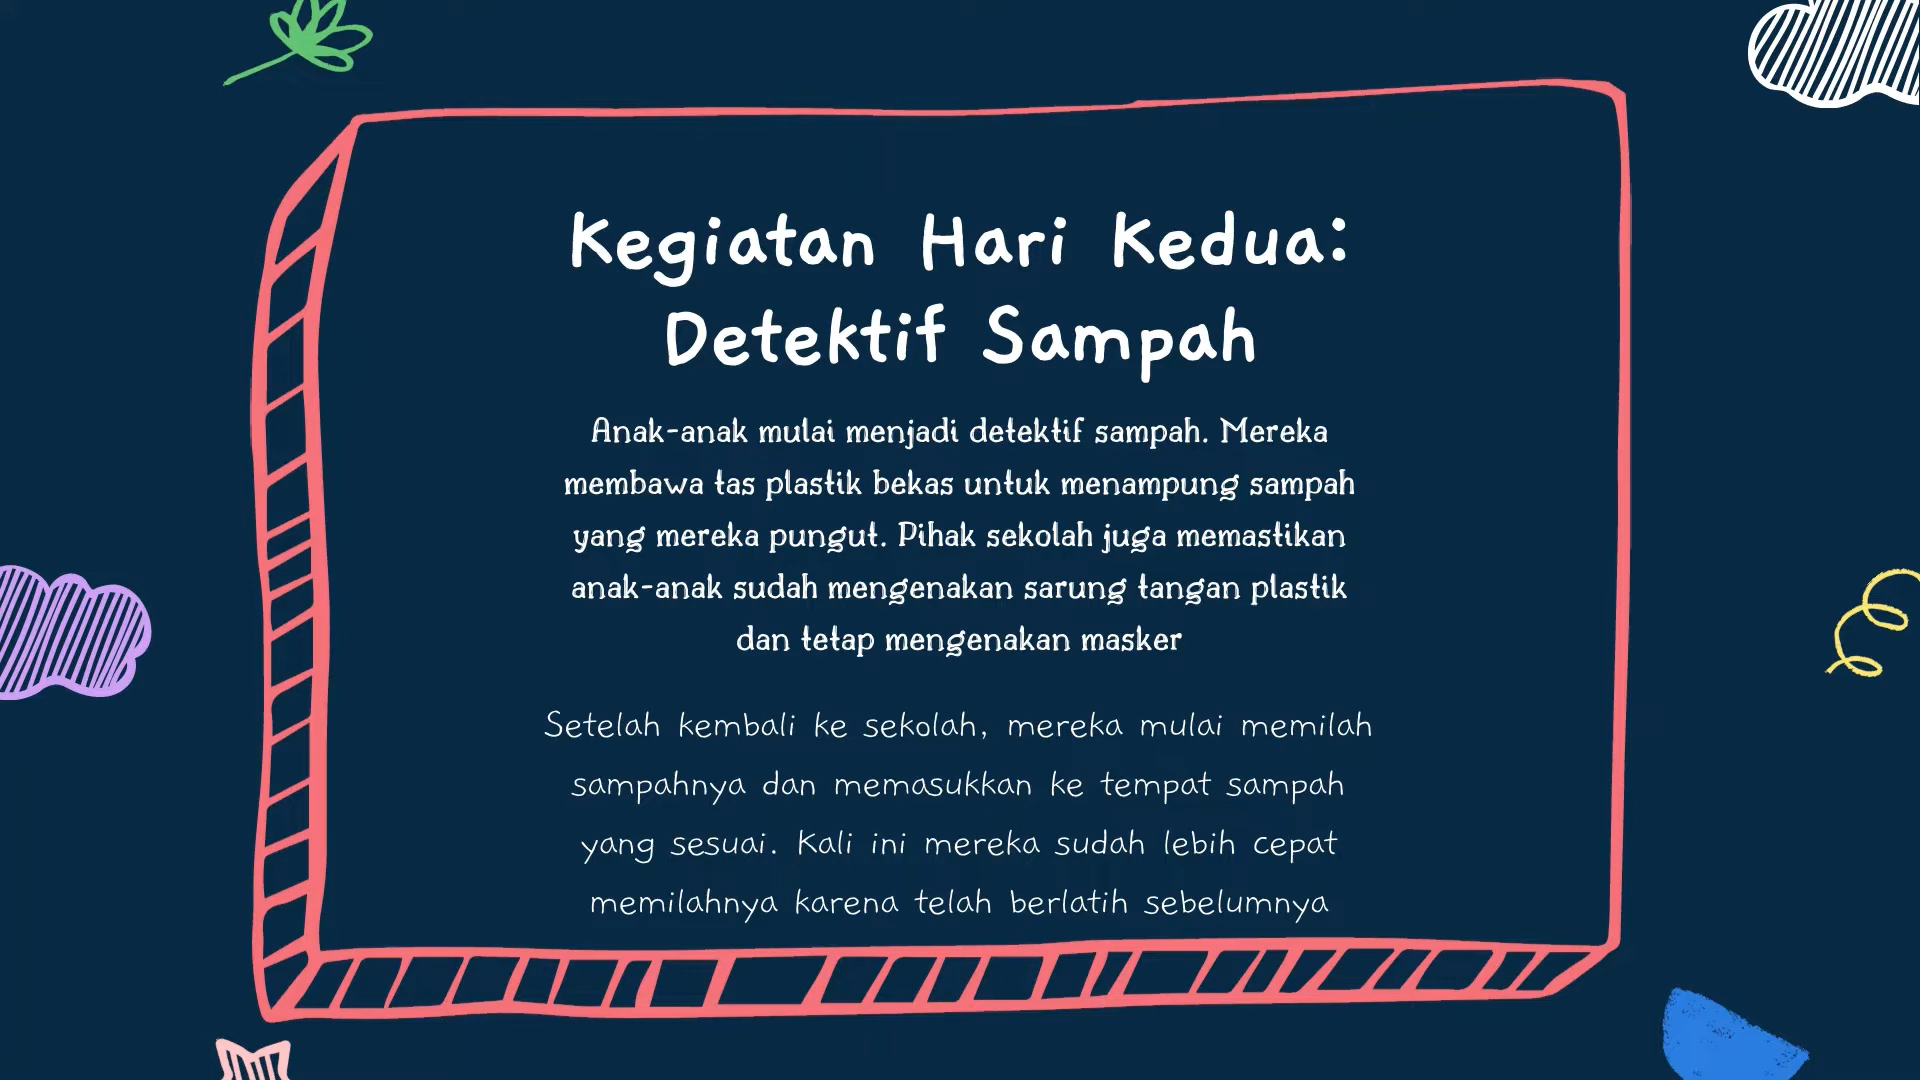 Kegiatan Hari Kedua:
Detektif Sampah
Anak-anak mulai menjadi detektif sampah. Mereka
membawa tas plastik bekas untuk menampung sampah
yang mereka pungut. Pihak sekolah juga memastikan
anak-anak sudah mengenakan sarung tangan plastik
dan tetap mengenakan masker
Setelah kembali ke sekolah, mereka mulai memilah
sampahnya dan memasukkan ke tempat sampah
yang sesuai. Kali ini mereka sudah lebih cepat
memilahnya karena telah berlatih sebelumnya